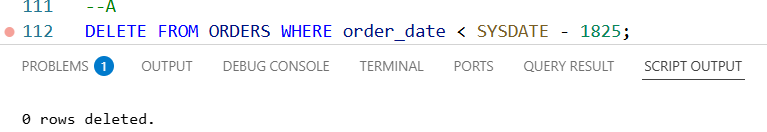 111 --A
112 DELETE FROM ORDERS WHERE order_date < SYSDATE - 1825;
PROBLEMS 1 OUTPUT DEBUG CONSOLE TERMINAL PORTS QUERY RESULT SCRIPT OUTPUT
0 rows deleted.